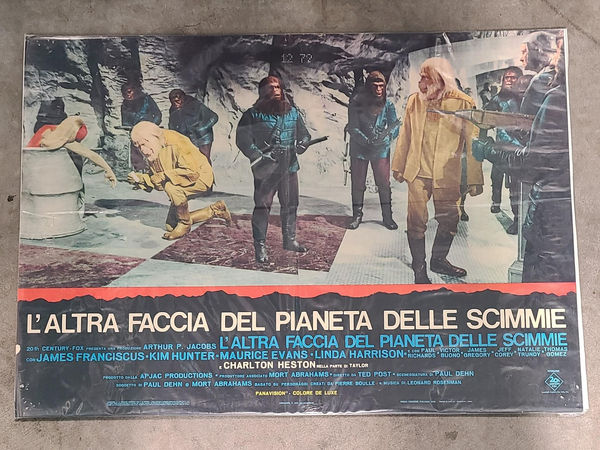 12 72
L'ALTRA FACCIA DEL PIANETA DELLE SCIMMIE
20th CENTURY-FOX PRESENTA UNA PRODUZIONE ARTHUR P. JACOBS L'ALTRA FACCIA DEL PIANETA DELLE SCIMMIE
CON JAMES FRANCISCUS · KIM HUNTER · MAURICE EVANS · LINDA HARRISON · E CON PAUL RICHARDS VICTOR BUONO JAMES GREGORY JEFF COREY NATALIE TRUNDY THOMAS GOMEZ
E CHARLTON HESTON NELLA PARTE DI TAYLOR
PRODOTTO DALLA APJAC PRODUCTIONS · PRODUTTORE ASSOCIATO MORT ABRAHAMS · DIRETTO DA TED POST · SCENEGGIATURA DI PAUL DEHN
SOGGETTO DI PAUL DEHN E MORT ABRAHAMS BASATO SU PERSONAGGI CREATI DA PIERRE BOULLE · MUSICA DI LEONARD ROSENMAN
PANAVISION · COLORE DE LUXE